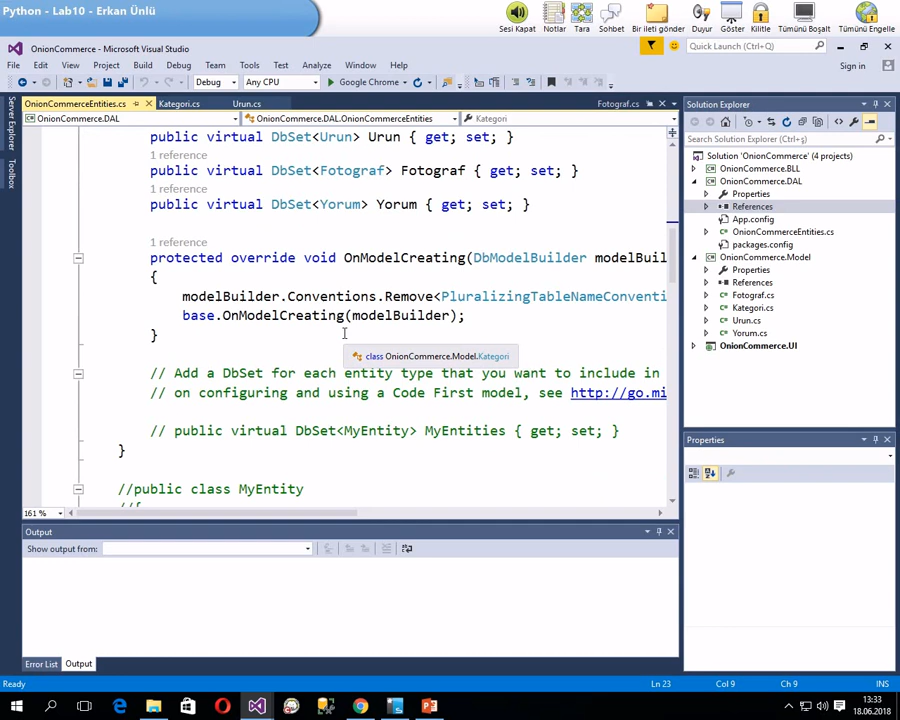 Python - Lab10 - Erkan Ünlü
Sesi Kapat
Notlar
Tara
Sohbet
Bir ileti gönder
Duyur
Göster
Kilitle
Tümünü Boşalt
Tümünü Engelle
OnionCommerce - Microsoft Visual Studio
Quick Launch (Ctrl+Q)
File Edit View Project Build Debug Team Tools Test Analyze Window Help
Sign in
Debug
Any CPU
Google Chrome
OnionCommerceEntities.cs
Kategori.cs
Urun.cs
Fotograf.cs
OnionCommerce.DAL
OnionCommerce.DAL.OnionCommerceEntities
Kategori
Server Explorer
Toolbox
public virtual DbSet<Urun> Urun { get; set; }
1 reference
public virtual DbSet<Fotograf> Fotograf { get; set; }
1 reference
public virtual DbSet<Yorum> Yorum { get; set; }
1 reference
protected override void OnModelCreating(DbModelBuilder modelBuil
{
modelBuilder.Conventions.Remove<PluralizingTableNameConventi
base.OnModelCreating(modelBuilder);
}
class OnionCommerce.Model.Kategori
// Add a DbSet for each entity type that you want to include in
// on configuring and using a Code First model, see http://go.mi
// public virtual DbSet<MyEntity> MyEntities { get; set; }
}
//public class MyEntity
//{
161 %
Solution Explorer
Search Solution Explorer (Ctrl+ş)
Solution 'OnionCommerce' (4 projects)
OnionCommerce.BLL
OnionCommerce.DAL
Properties
References
App.config
OnionCommerceEntities.cs
packages.config
OnionCommerce.Model
Properties
References
Fotograf.cs
Kategori.cs
Urun.cs
Yorum.cs
OnionCommerce.UI
Properties
Output
Show output from:
Error List
Output
Ready
Ln 23
Col 9
Ch 9
INS
13:33
18.06.2018